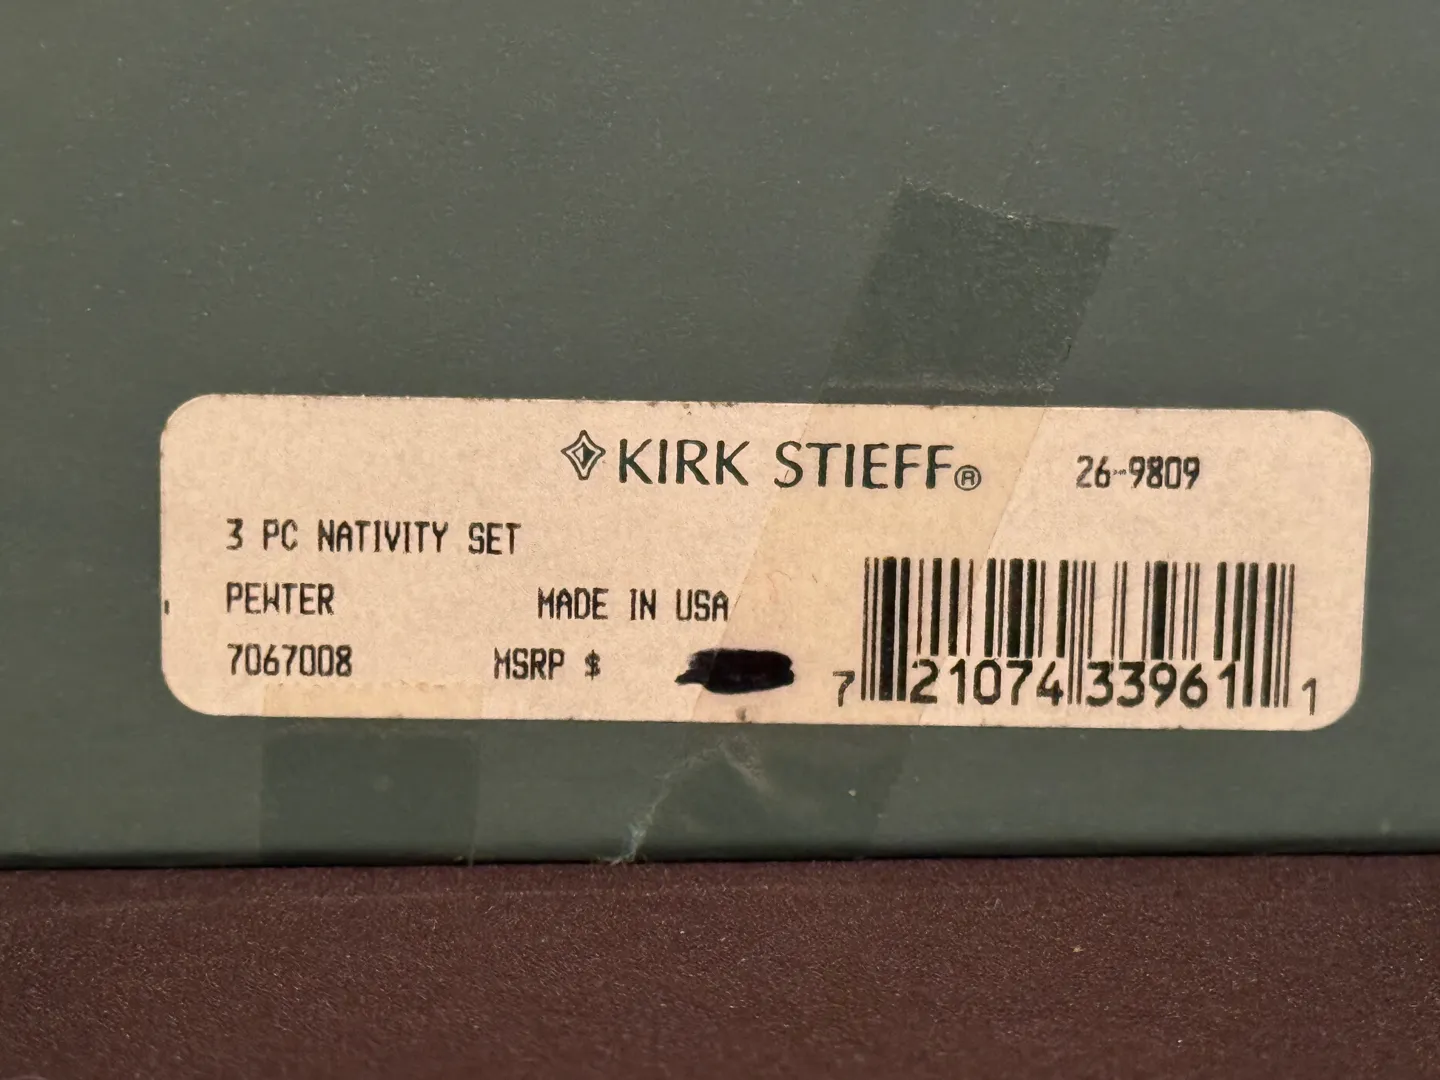 KIRK STIEFF® 26-9809
3 PC NATIVITY SET
PEWTER MADE IN USA
7067008 MSRP $
7 21074 33961 1